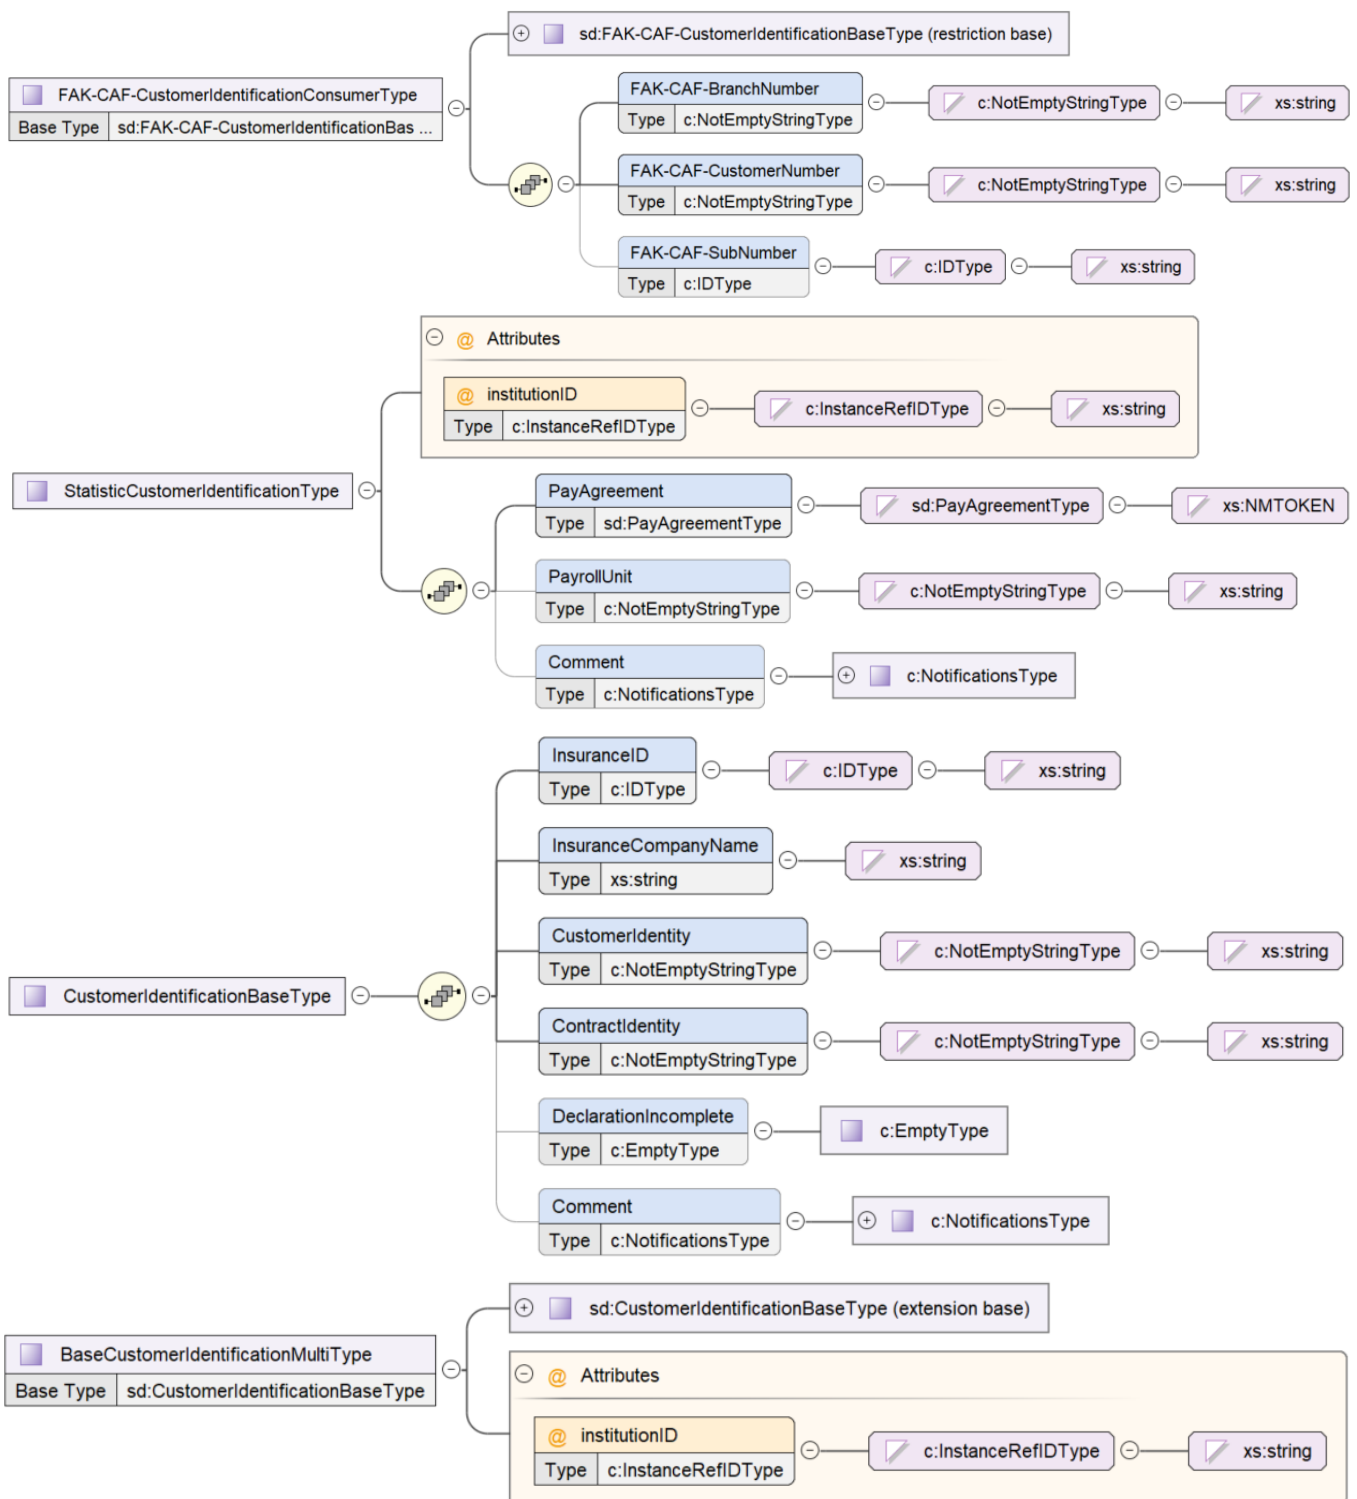 sd:FAK-CAF-CustomerIdentificationBaseType (restriction base)
FAK-CAF-CustomerIdentificationConsumerType
Base Type sd:FAK-CAF-CustomerIdentificationBas ...
FAK-CAF-BranchNumber
Type c:NotEmptyStringType
c:NotEmptyStringType
xs:string
FAK-CAF-CustomerNumber
Type c:NotEmptyStringType
c:NotEmptyStringType
xs:string
FAK-CAF-SubNumber
Type c:IDType
c:IDType
xs:string
@ Attributes
@ institutionID
Type c:InstanceRefIDType
c:InstanceRefIDType
xs:string
StatisticCustomerIdentificationType
PayAgreement
Type sd:PayAgreementType
sd:PayAgreementType
xs:NMTOKEN
PayrollUnit
Type c:NotEmptyStringType
c:NotEmptyStringType
xs:string
Comment
Type c:NotificationsType
c:NotificationsType
InsuranceID
Type c:IDType
c:IDType
xs:string
InsuranceCompanyName
Type xs:string
xs:string
CustomerIdentity
Type c:NotEmptyStringType
c:NotEmptyStringType
xs:string
CustomerIdentificationBaseType
ContractIdentity
Type c:NotEmptyStringType
c:NotEmptyStringType
xs:string
DeclarationIncomplete
Type c:EmptyType
c:EmptyType
Comment
Type c:NotificationsType
c:NotificationsType
sd:CustomerIdentificationBaseType (extension base)
BaseCustomerIdentificationMultiType
Base Type sd:CustomerIdentificationBaseType
@ Attributes
@ institutionID
Type c:InstanceRefIDType
c:InstanceRefIDType
xs:string